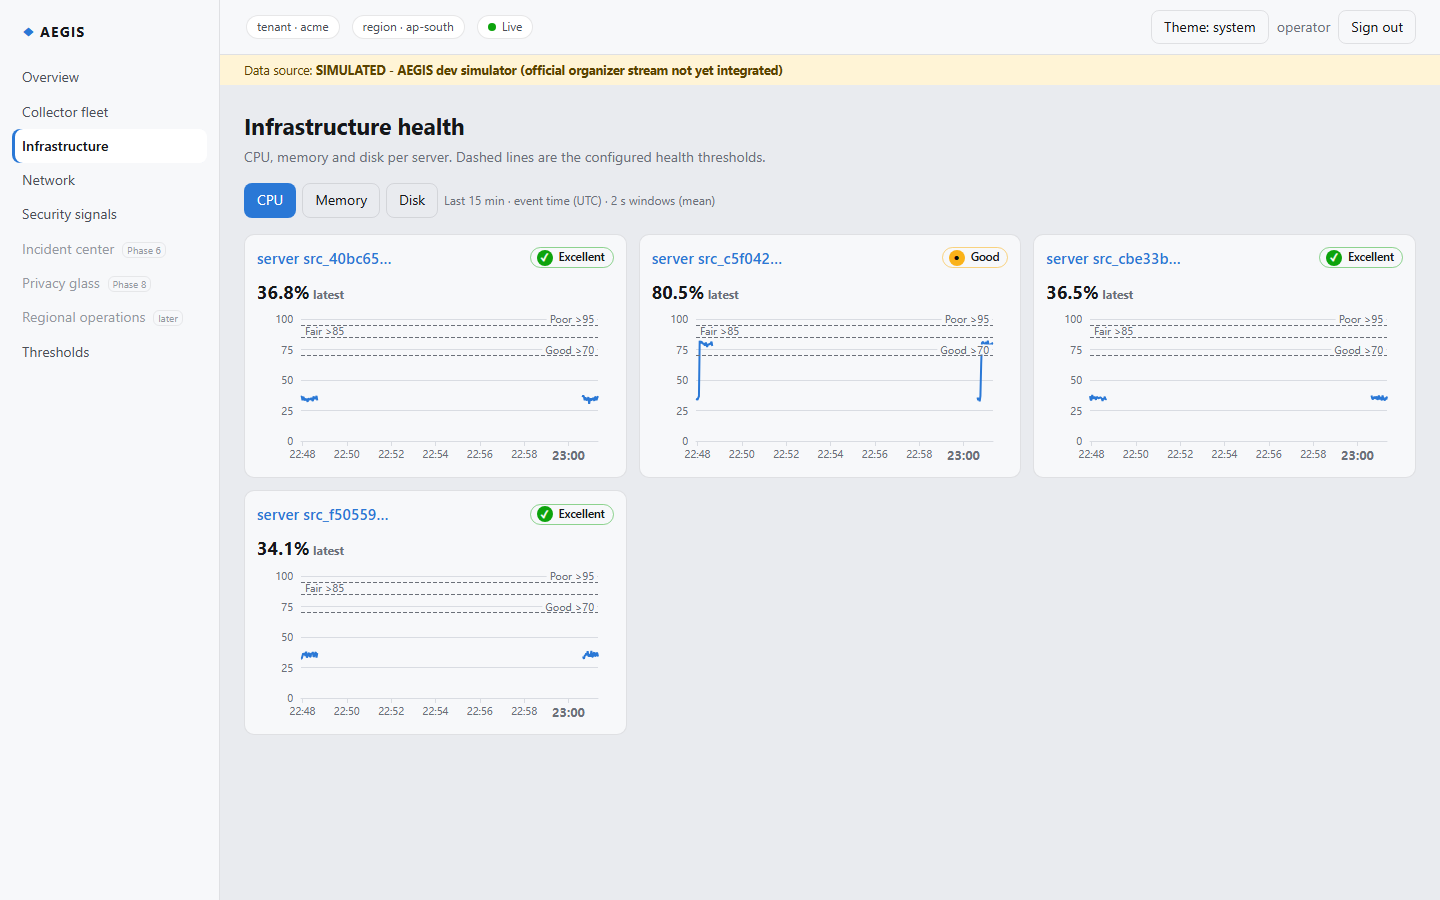 AEGIS
Overview
Collector fleet
Infrastructure
Network
Security signals
Incident center Phase 6
Privacy glass Phase 8
Regional operations later
Thresholds
tenant · acme
region · ap-south
Live
Theme: system
operator
Sign out
Data source: SIMULATED - AEGIS dev simulator (official organizer stream not yet integrated)
Infrastructure health
CPU, memory and disk per server. Dashed lines are the configured health thresholds.
CPU
Memory
Disk
Last 15 min · event time (UTC) · 2 s windows (mean)
server src_40bc65...
Excellent
36.8% latest
100
Poor >95
Fair >85
75
Good >70
50
25
0
22:48 22:50 22:52 22:54 22:56 22:58 23:00
server src_c5f042...
Good
80.5% latest
100
Poor >95
Fair >85
75
Good >70
50
25
0
22:48 22:50 22:52 22:54 22:56 22:58 23:00
server src_cbe33b...
Excellent
36.5% latest
100
Poor >95
Fair >85
75
Good >70
50
25
0
22:48 22:50 22:52 22:54 22:56 22:58 23:00
server src_f50559...
Excellent
34.1% latest
100
Poor >95
Fair >85
75
Good >70
50
25
0
22:48 22:50 22:52 22:54 22:56 22:58 23:00